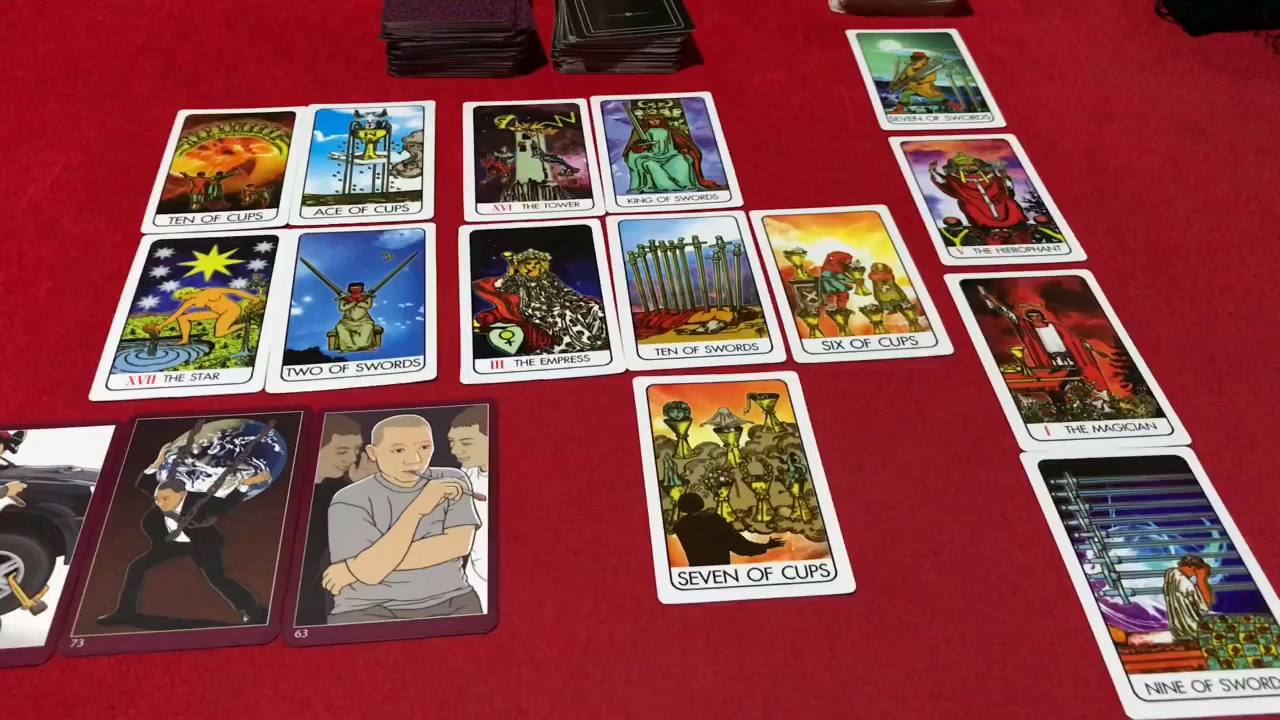 SEVEN OF SWORDS
TEN OF CUPS
ACE OF CUPS
XVI THE TOWER
KING OF SWORDS
V THE HIEROPHANT
XVII THE STAR
TWO OF SWORDS
III THE EMPRESS
TEN OF SWORDS
SIX OF CUPS
I THE MAGICIAN
SEVEN OF CUPS
73
63
NINE OF SWORD